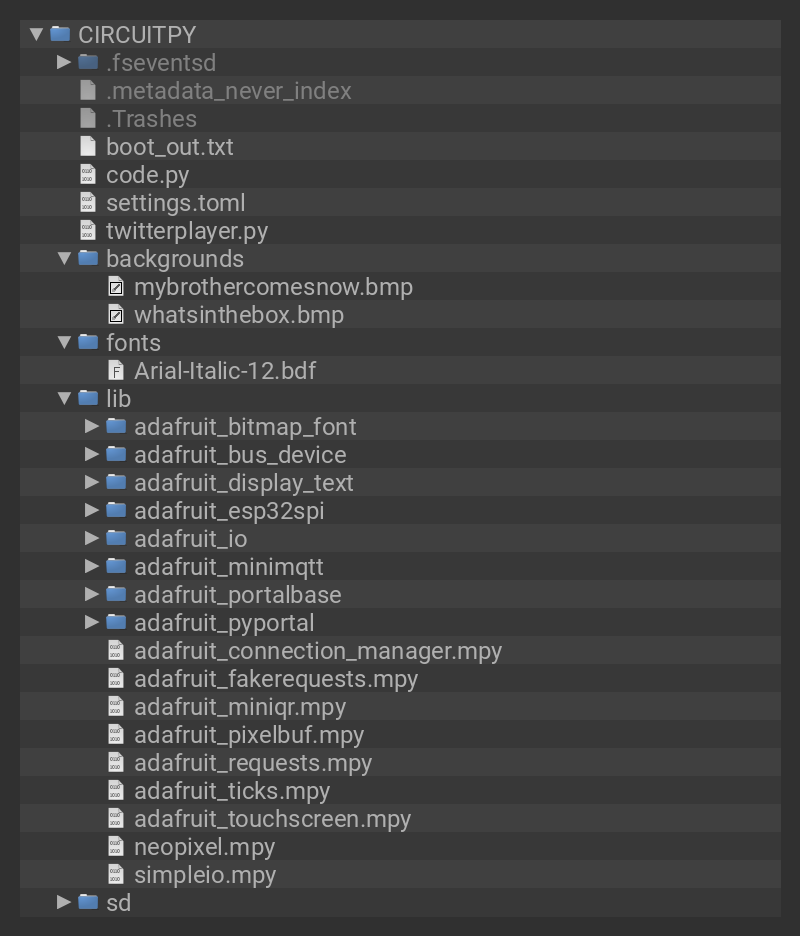 CIRCUITPY
.fseventsd
.metadata_never_index
.Trashes
boot_out.txt
code.py
settings.toml
twitterplayer.py
backgrounds
mybrothercomesnow.bmp
whatsinthebox.bmp
fonts
Arial-Italic-12.bdf
lib
adafruit_bitmap_font
adafruit_bus_device
adafruit_display_text
adafruit_esp32spi
adafruit_io
adafruit_minimqtt
adafruit_portalbase
adafruit_pyportal
adafruit_connection_manager.mpy
adafruit_fakerequests.mpy
adafruit_miniqr.mpy
adafruit_pixelbuf.mpy
adafruit_requests.mpy
adafruit_ticks.mpy
adafruit_touchscreen.mpy
neopixel.mpy
simpleio.mpy
sd